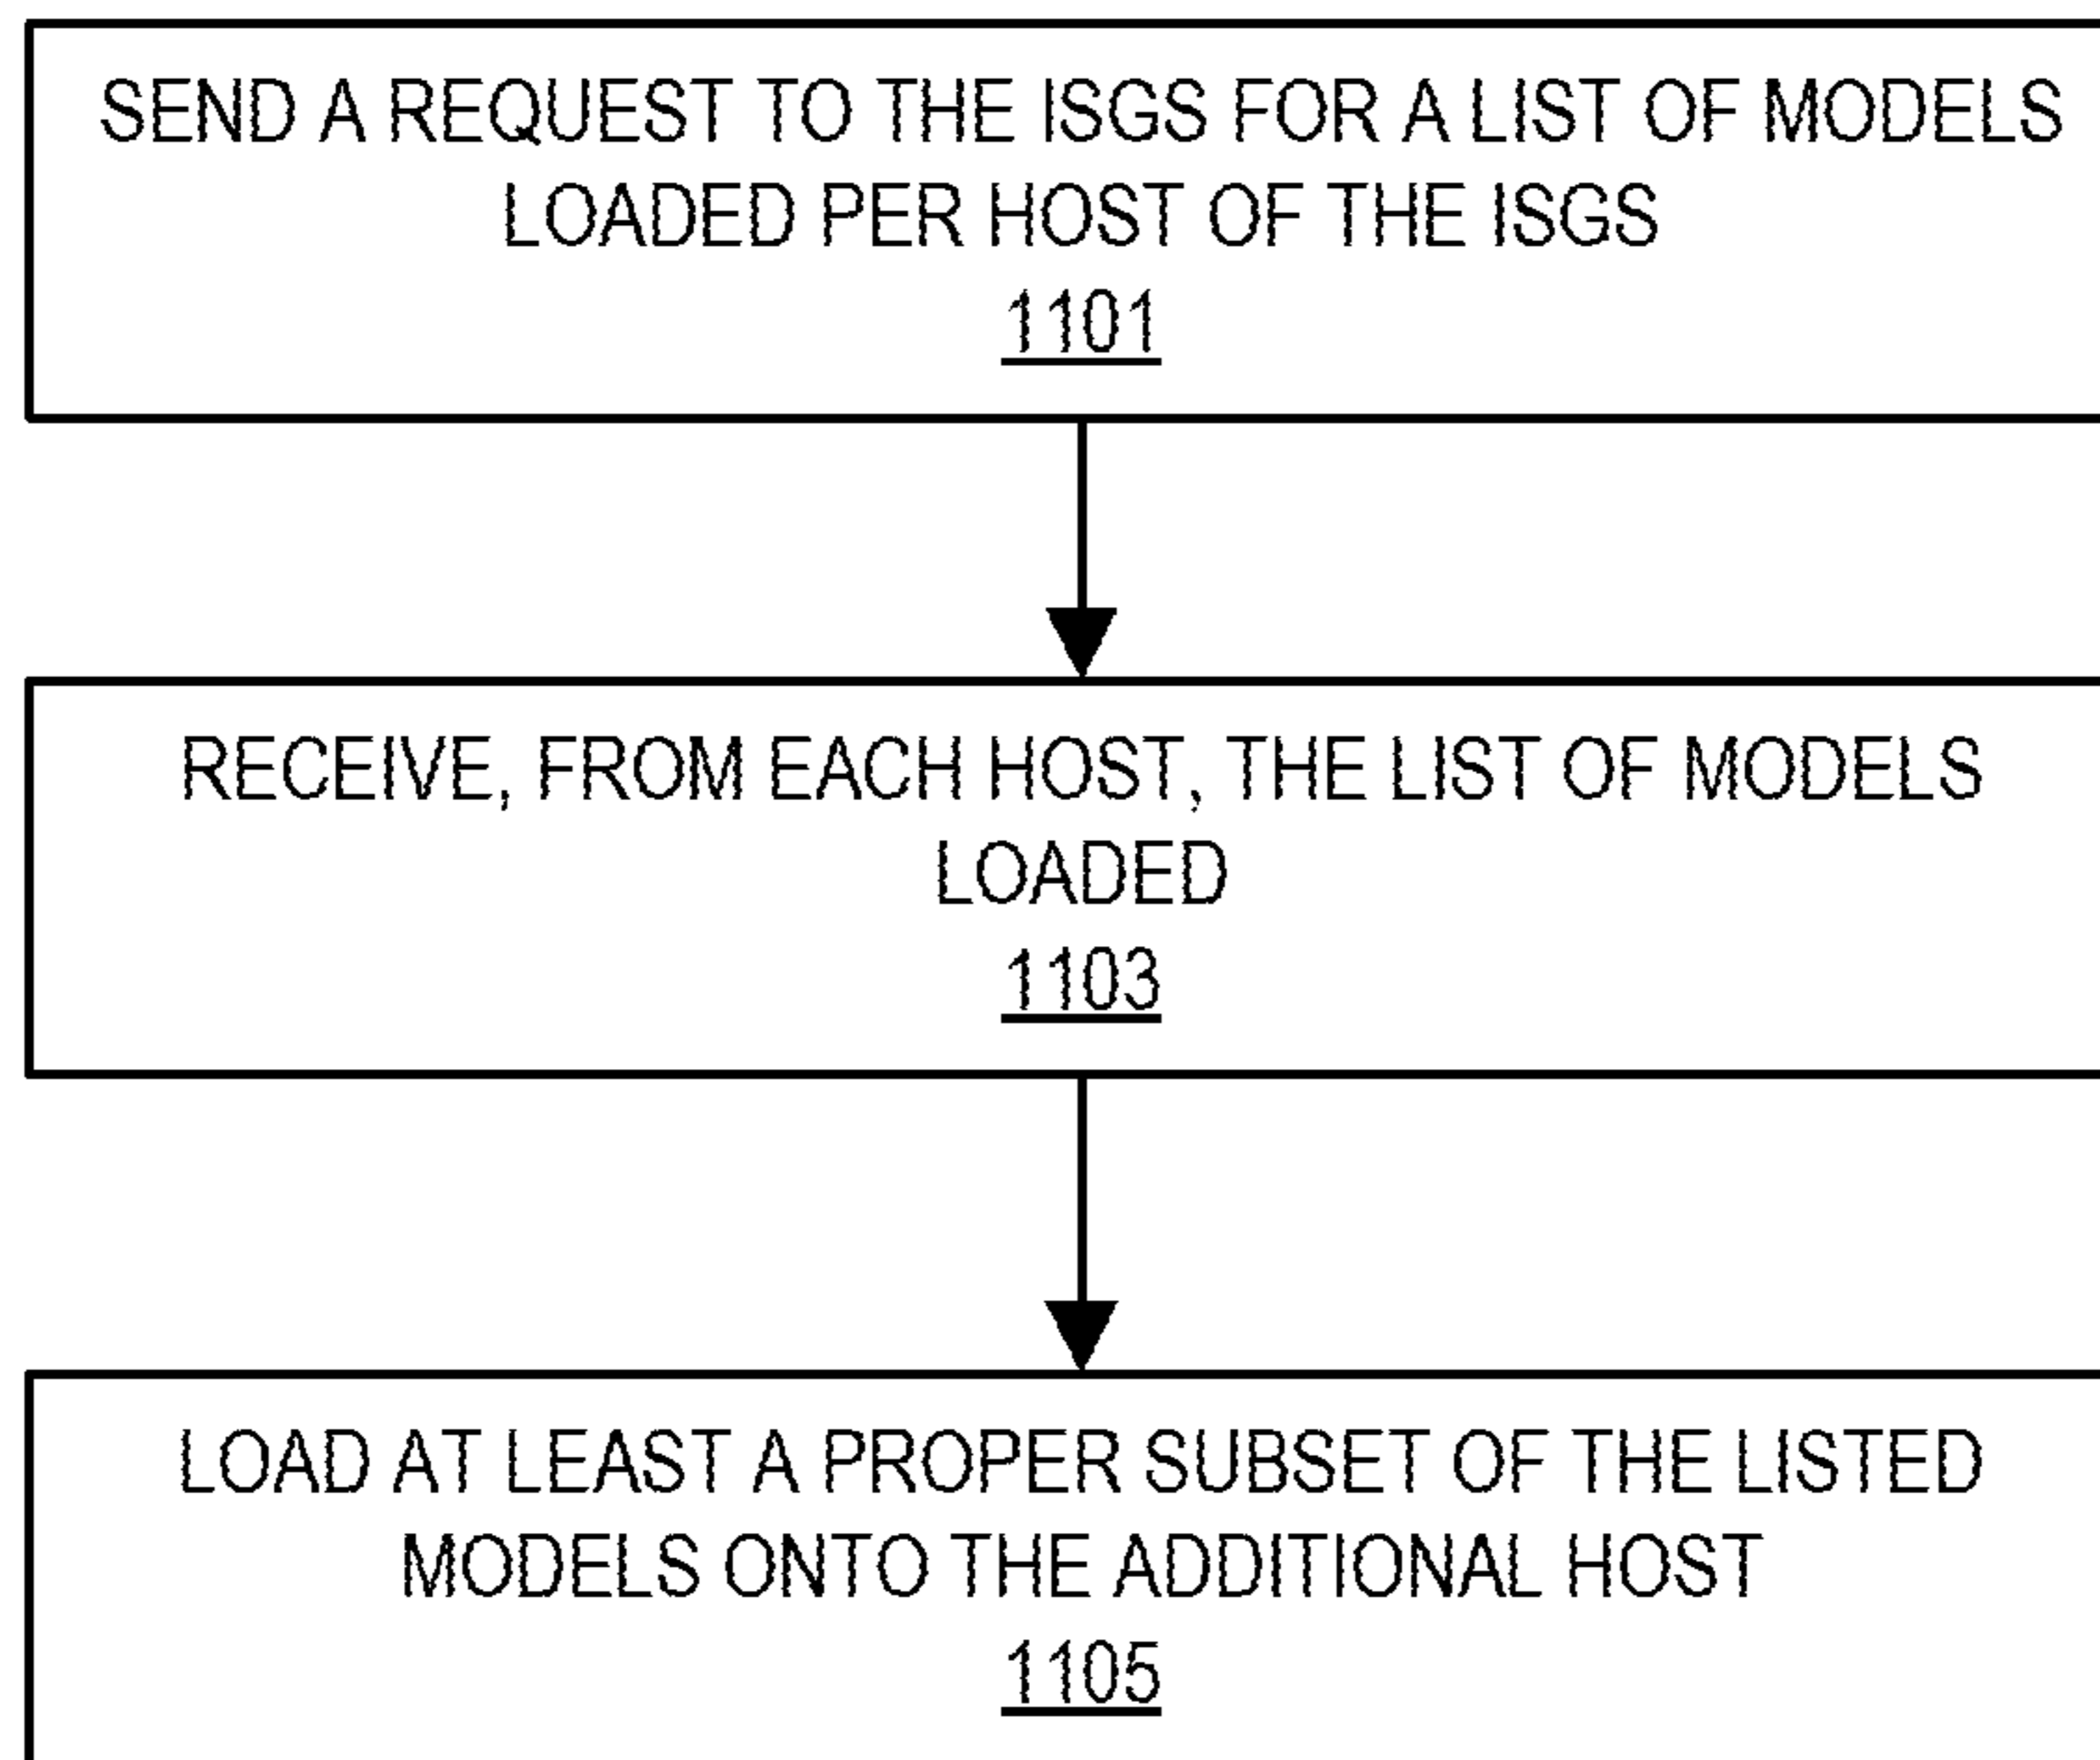 SEND A REQUEST TO THE ISGS FOR A LIST OF MODELS
LOADED PER HOST OF THE ISGS
1101
RECEIVE, FROM EACH HOST, THE LIST OF MODELS
LOADED
1103
LOAD AT LEAST A PROPER SUBSET OF THE LISTED
MODELS ONTO THE ADDITIONAL HOST
1105